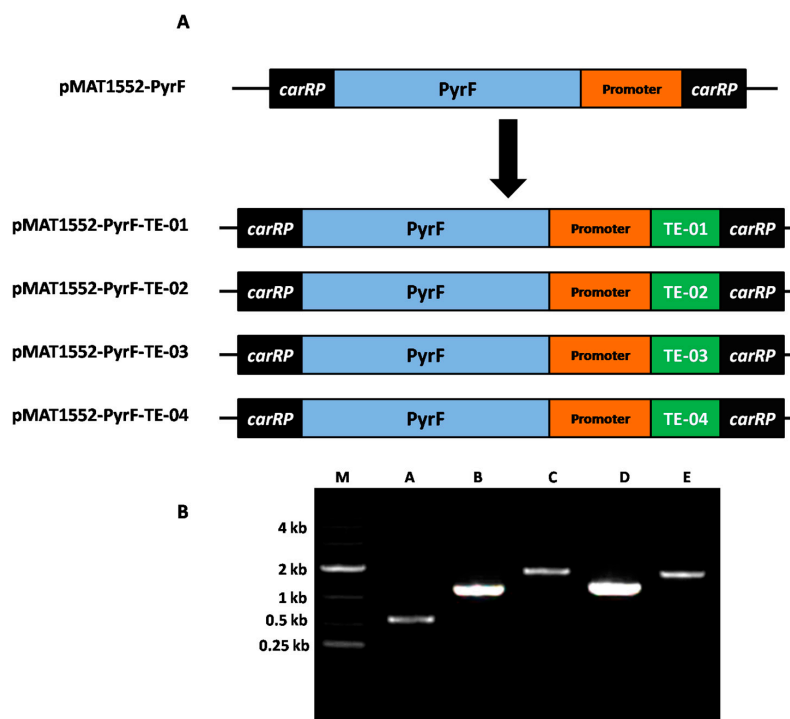 A
pMAT1552-PyrF
carRP PyrF Promoter carRP
pMAT1552-PyrF-TE-01
carRP PyrF Promoter TE-01 carRP
pMAT1552-PyrF-TE-02
carRP PyrF Promoter TE-02 carRP
pMAT1552-PyrF-TE-03
carRP PyrF Promoter TE-03 carRP
pMAT1552-PyrF-TE-04
carRP PyrF Promoter TE-04 carRP
B
M A B C D E
4 kb
2 kb
1 kb
0.5 kb
0.25 kb